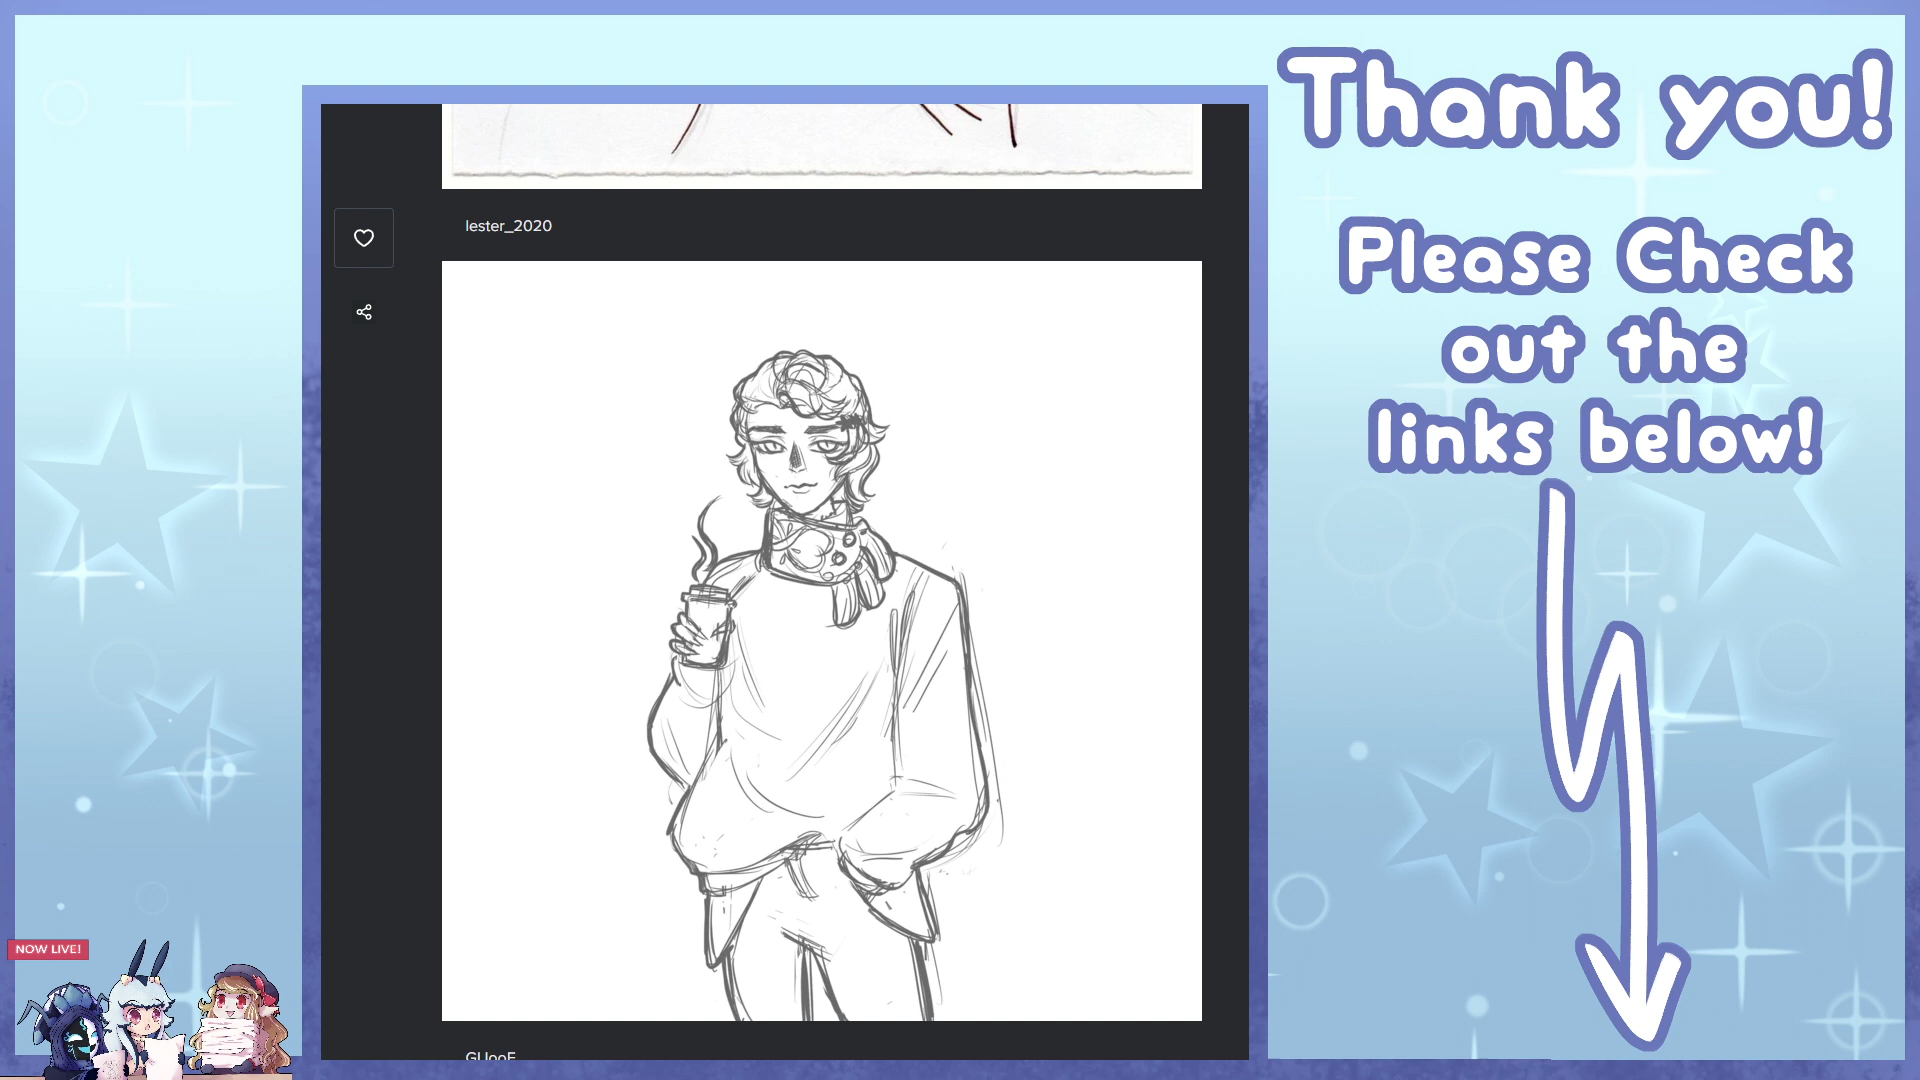 Thank you!
Please Check
out the
links below!
lester_2020
NOW LIVE!